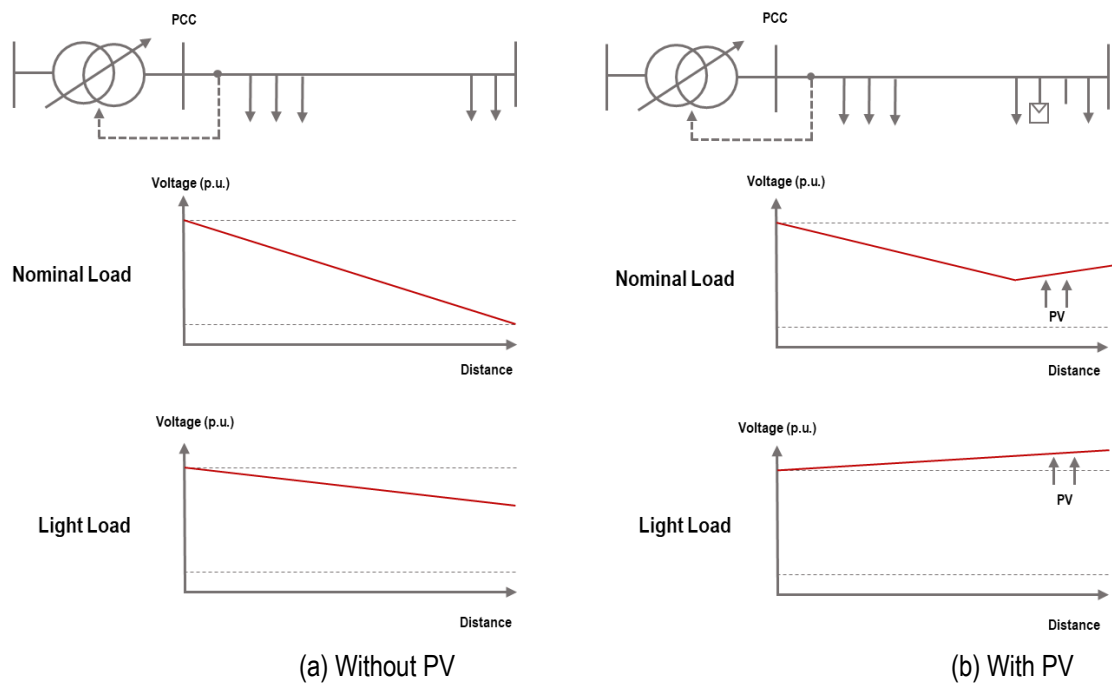 PCC
Voltage (p.u.)
Nominal Load
Distance
Voltage (p.u.)
Light Load
Distance
(a) Without PV
PCC
Voltage (p.u.)
Nominal Load
PV
Distance
Voltage (p.u.)
PV
Light Load
Distance
(b) With PV